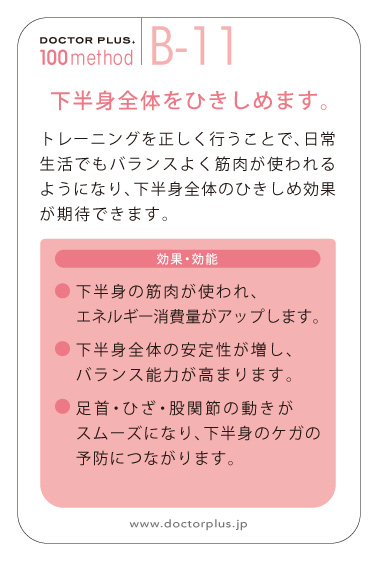 DOCTOR PLUS.
100method
B-11
下半身全体をひきしめます。
トレーニングを正しく行うことで、日常
生活でもバランスよく筋肉が使われる
ようになり、下半身全体のひきしめ効果
が期待できます。
効果・効能
● 下半身の筋肉が使われ、
エネルギー消費量がアップします。
● 下半身全体の安定性が増し、
バランス能力が高まります。
● 足首・ひざ・股関節の動きが
スムーズになり、下半身のケガの
予防につながります。
www.doctorplus.jp